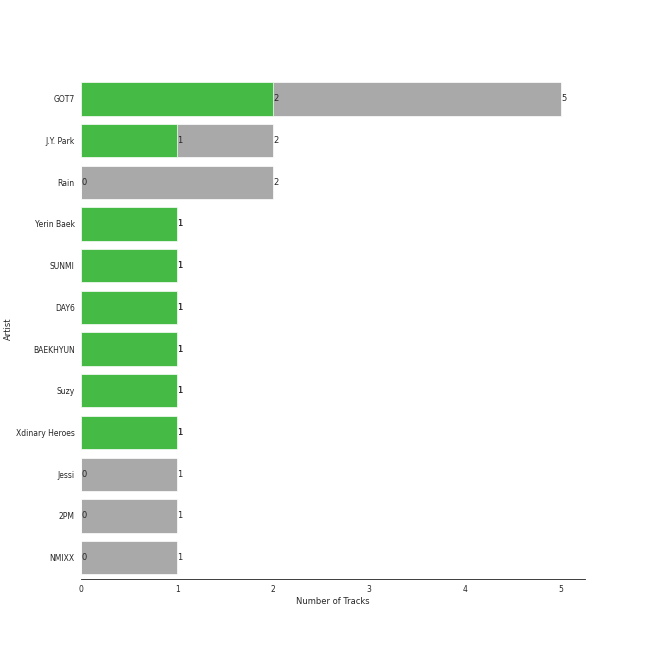 GOT7 2 5
J.Y. Park 1 2
Rain 0 2
Yerin Baek 1
SUNMI 1
DAY6 1
BAEKHYUN 1
Suzy 1
Xdinary Heroes 1
Jessi 0 1
2PM 0 1
NMIXX 0 1
0 1 2 3 4 5
Number of Tracks
Artist